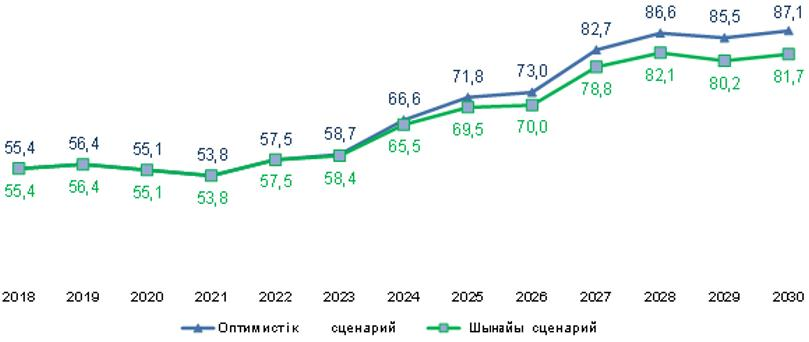 55,4 56,4 55,1 53,8 57,5 58,7 66,6 71,8 73,0 82,7 86,6 85,5 87,1
55,4 56,4 55,1 53,8 57,5 58,4 65,5 69,5 70,0 78,8 82,1 80,2 81,7
2018 2019 2020 2021 2022 2023 2024 2025 2026 2027 2028 2029 2030
Оптимистік сценарий Шынайы сценарий